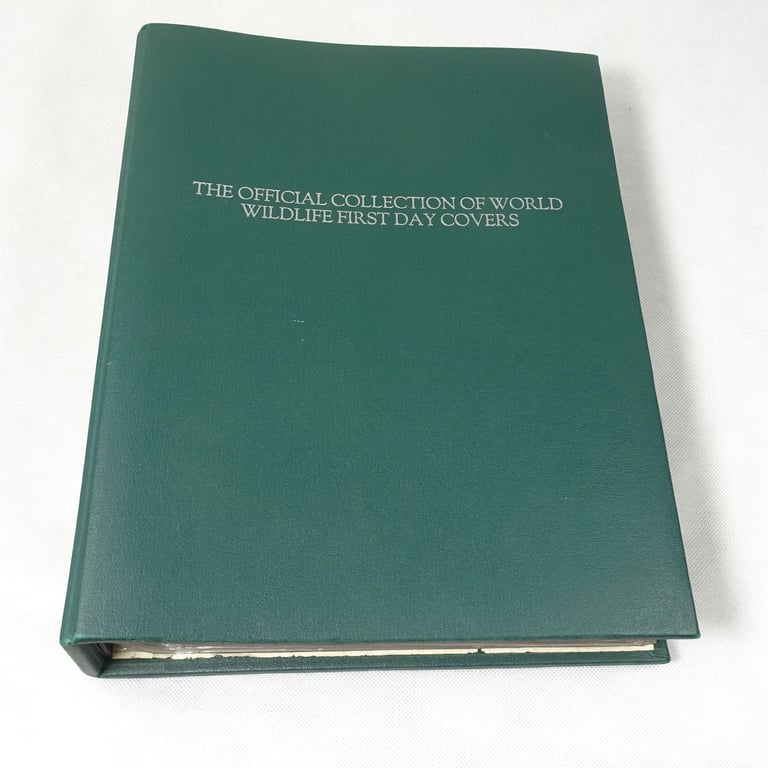 THE OFFICIAL COLLECTION OF WORLD
WILDLIFE FIRST DAY COVERS